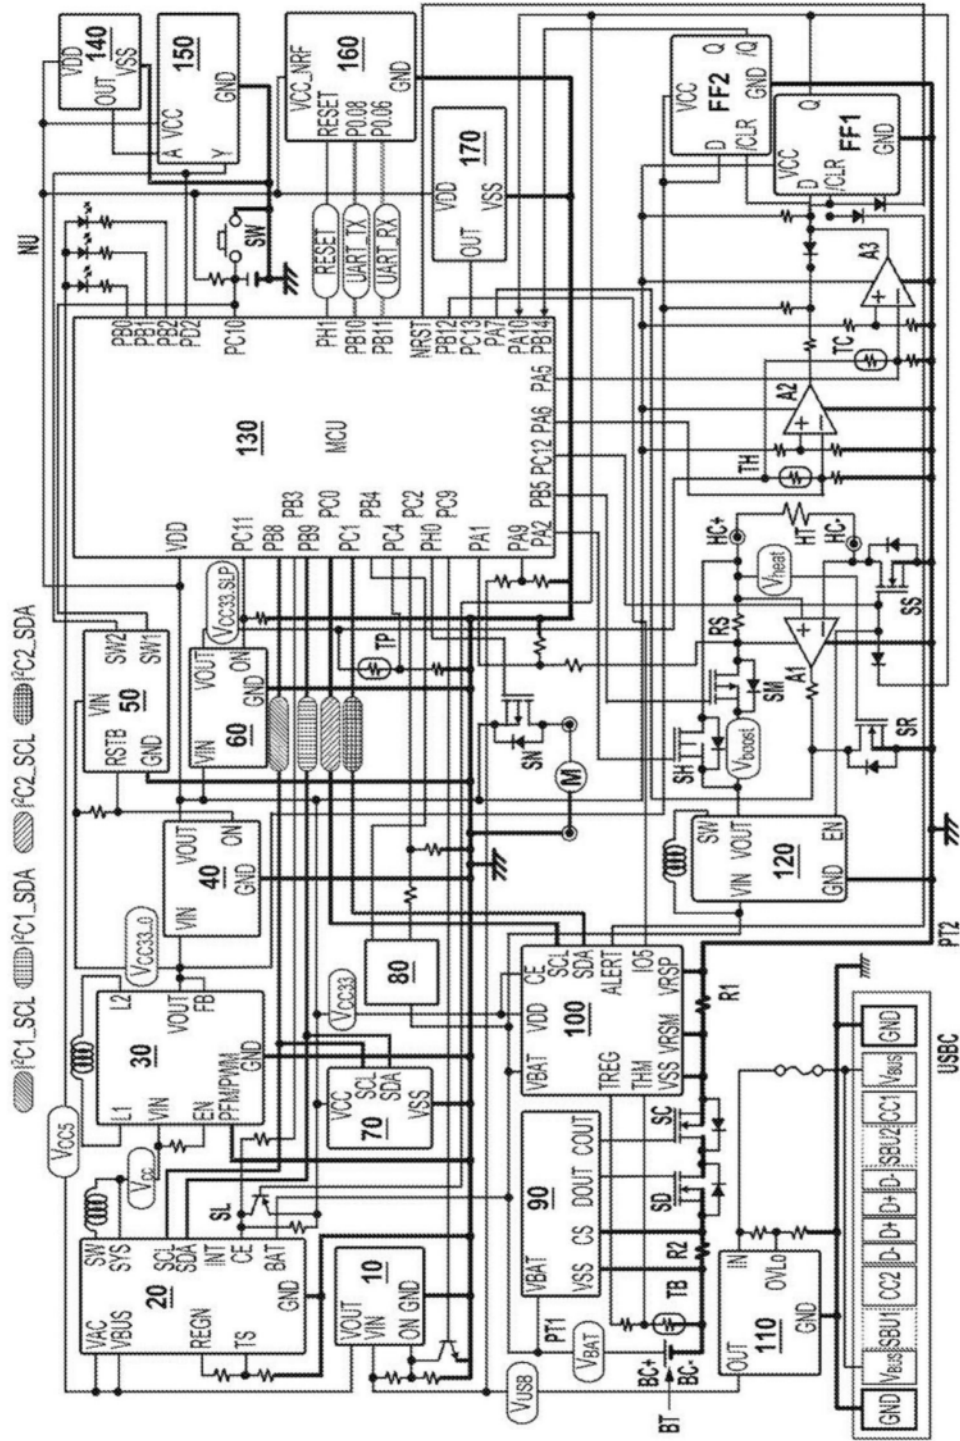 I²C1_SCL I²C1_SDA I²C2_SCL I²C2_SDA
NU
VCC5
SW
SYS
VAC
VBUS
20
SCL
SDA
INT
CE
BAT
REGN
TS
GND
VCC
SL
L1
L2
VIN
30
VOUT
FB
EN
PFM/PWM
GND
VCC33_0
VIN
VOUT
40
ON
GND
VIN
SW2
50
SW1
RSTB
GND
VCC33_SLP
VIN
VOUT
60
ON
GND
VCC
SCL
70
SDA
VSS
VCC33
80
VOUT
VIN
10
ON
GND
VUSB
TP
SN
M
VDD
PC11
PB8
PB3
PB9
PC0
PC1
PB4
PC4
PC2
PH0
PC9
PA1
PA9
PA2
PB5
PC12
PA6
PA5
130
MCU
PB0
PB1
PB2
PD2
PC10
PH1
PB10
PB11
NRST
PB12
PC13
PA7
PA10
PB14
SW
RESET
UART_TX
UART_RX
VDD
140
OUT
VSS
150
VCC
A
Y
GND
VCC_NRF
160
RESET
P0.08
P0.06
GND
VDD
170
OUT
VSS
VCC
FF2
Q
/Q
D
/CLR
GND
VCC
Q
D
FF1
/CLR
GND
A3
TC
A2
TH
HC+
HT
HC-
Vheat
RS
SS
A1
SM
SH
Vboost
SR
SW
VIN
VOUT
120
EN
GND
PT2
VBAT
VDD
CE
SCL
SDA
100
ALERT
IO5
TREG
THM
VSS
VRSM
VRSP
R1
VBAT
90
VSS
CS
DOUT
COUT
SD
SC
R2
TB
PT1
VBAT
BC+
BC-
BT
OUT
IN
110
OVLo
GND
GND VBUS SBU1 CC2 D- D+ D+ D- SBU2 CC1 VBUS GND
USBC